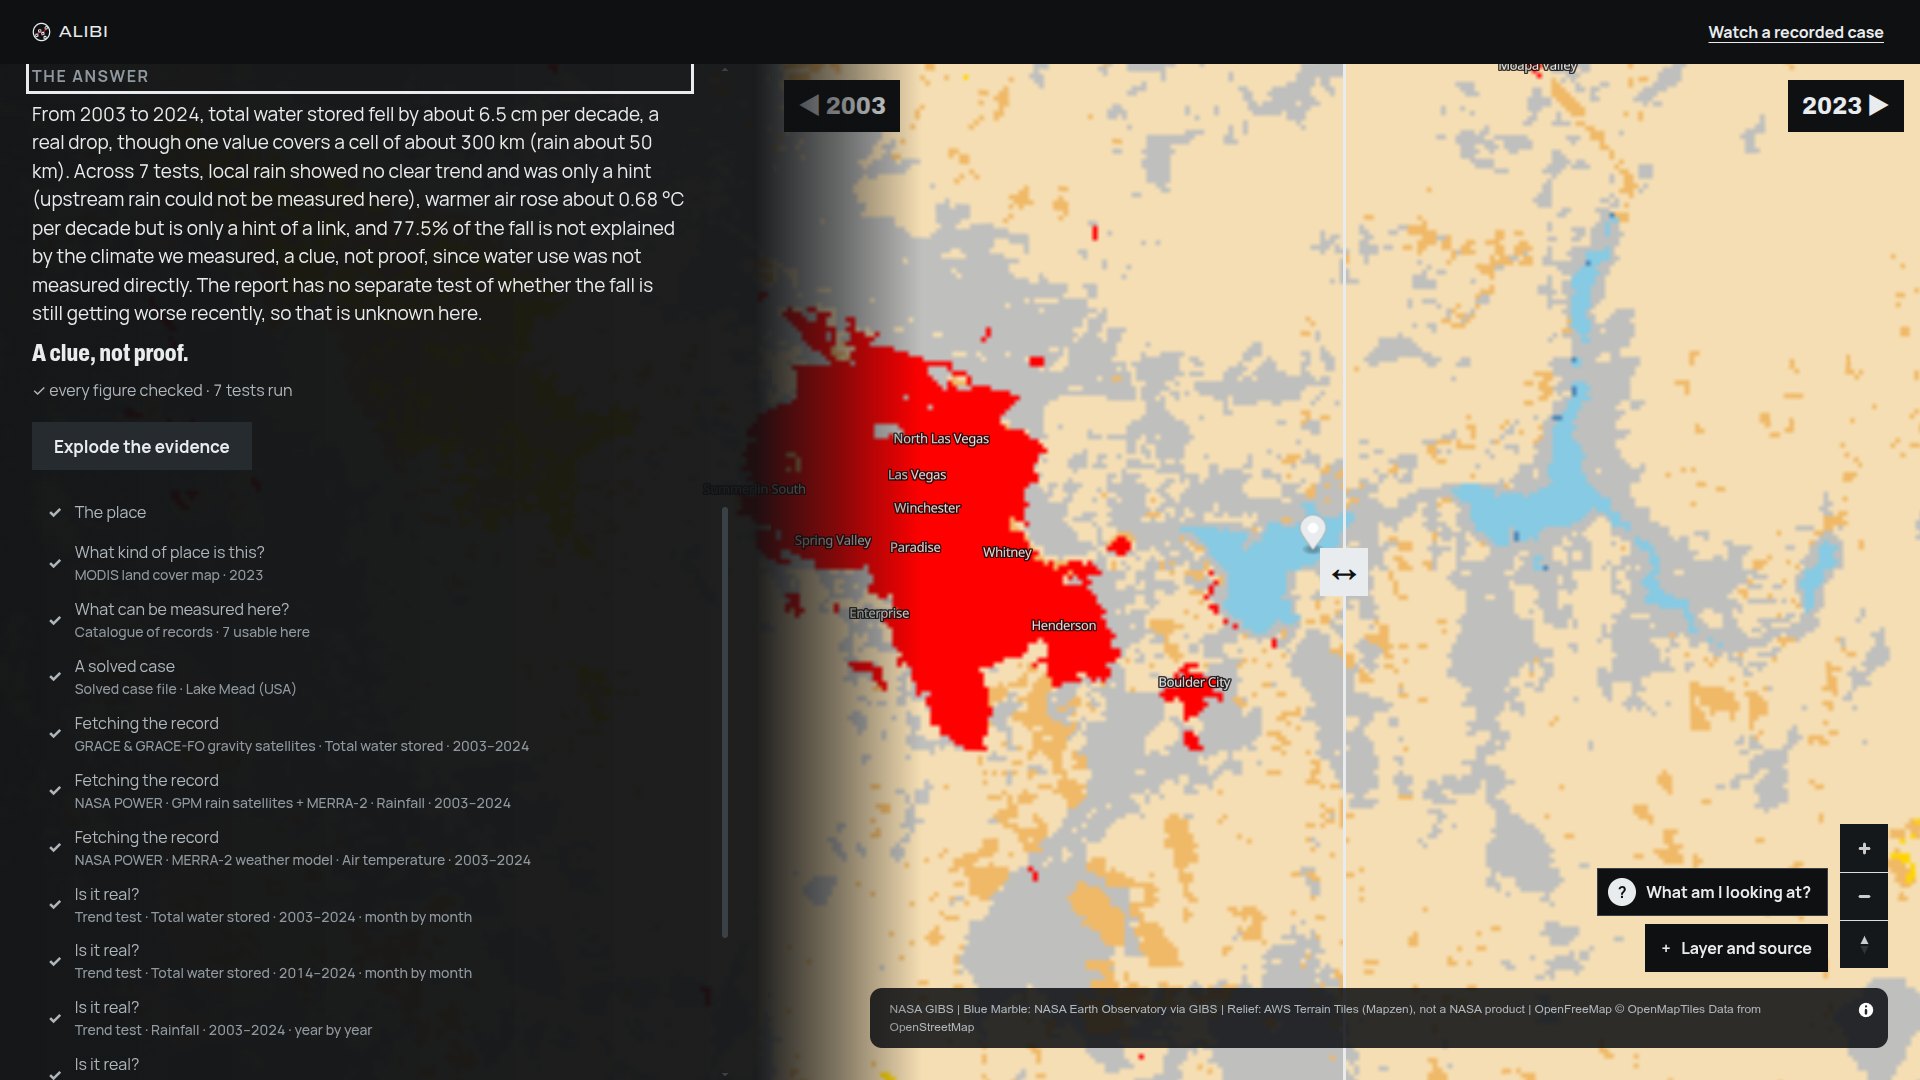 ALIBI
Watch a recorded case
THE ANSWER
From 2003 to 2024, total water stored fell by about 6.5 cm per decade, a
real drop, though one value covers a cell of about 300 km (rain about 50
km). Across 7 tests, local rain showed no clear trend and was only a hint
(upstream rain could not be measured here), warmer air rose about 0.68 °C
per decade but is only a hint of a link, and 77.5% of the fall is not explained
by the climate we measured, a clue, not proof, since water use was not
measured directly. The report has no separate test of whether the fall is
still getting worse recently, so that is unknown here.
A clue, not proof.
✓ every figure checked · 7 tests run
Explode the evidence
The place
What kind of place is this?
MODIS land cover map · 2023
What can be measured here?
Catalogue of records · 7 usable here
A solved case
Solved case file · Lake Mead (USA)
Fetching the record
GRACE & GRACE-FO gravity satellites · Total water stored · 2003–2024
Fetching the record
NASA POWER · GPM rain satellites + MERRA-2 · Rainfall · 2003–2024
Fetching the record
NASA POWER · MERRA-2 weather model · Air temperature · 2003–2024
Is it real?
Trend test · Total water stored · 2003–2024 · month by month
Is it real?
Trend test · Total water stored · 2014–2024 · month by month
Is it real?
Trend test · Rainfall · 2003–2024 · year by year
Is it real?
◀ 2003
2023 ▶
Moapa Valley
North Las Vegas
Las Vegas
Summerlin South
Winchester
Spring Valley
Paradise
Whitney
Enterprise
Henderson
Boulder City
+
−
? What am I looking at?
+ Layer and source
NASA GIBS | Blue Marble: NASA Earth Observatory via GIBS | Relief: AWS Terrain Tiles (Mapzen), not a NASA product | OpenFreeMap © OpenMapTiles Data from
OpenStreetMap